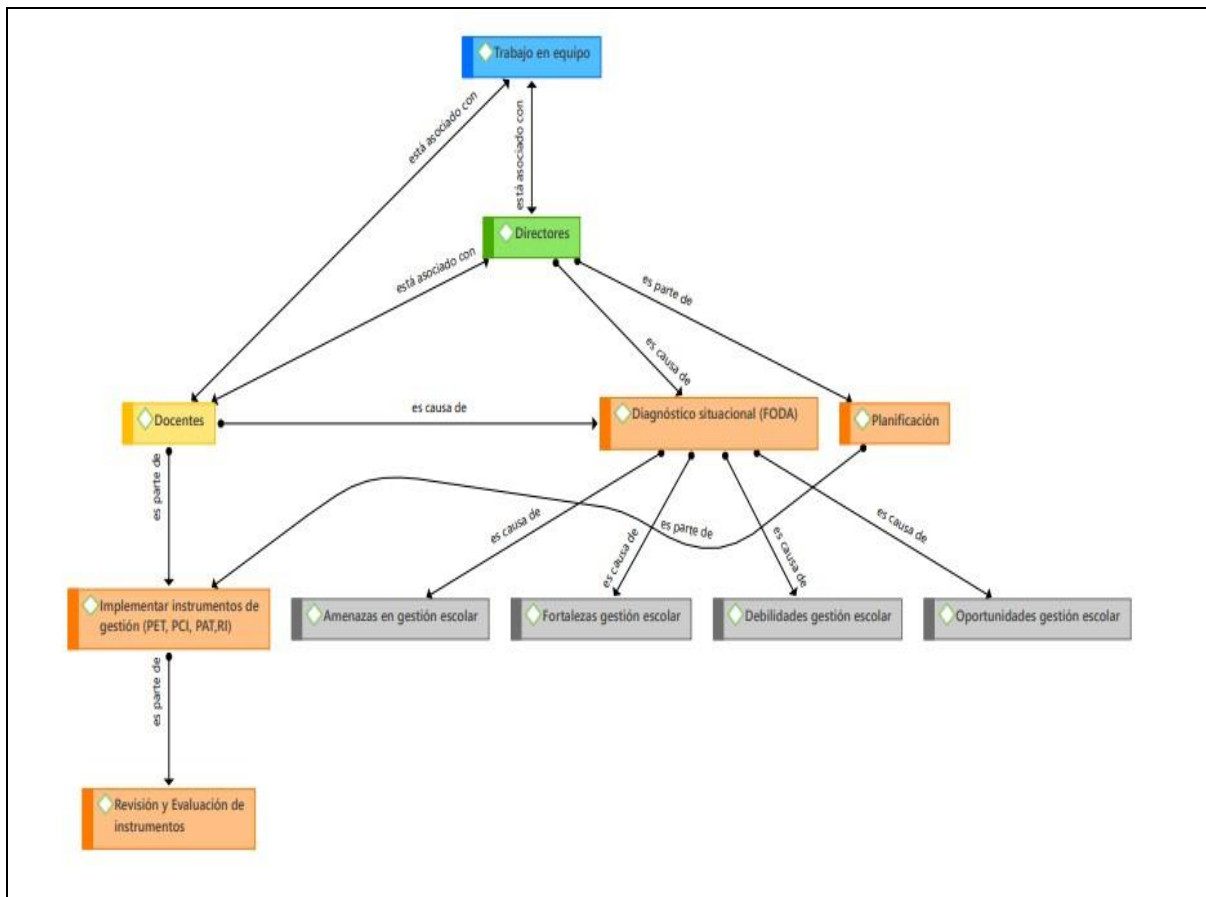 Trabajo en equipo
está asociado con
está asociado con
Directores
está asociado con
es parte de
es causa de
Docentes
es causa de
Diagnóstico situacional (FODA)
Planificación
es parte de
es causa de
es causa de
es parte de
es causa de
es causa de
Implementar instrumentos de
gestión (PET, PCI, PAT,RI)
Amenazas en gestión escolar
Fortalezas gestión escolar
Debilidades gestión escolar
Oportunidades gestión escolar
es parte de
Revisión y Evaluación de
instrumentos